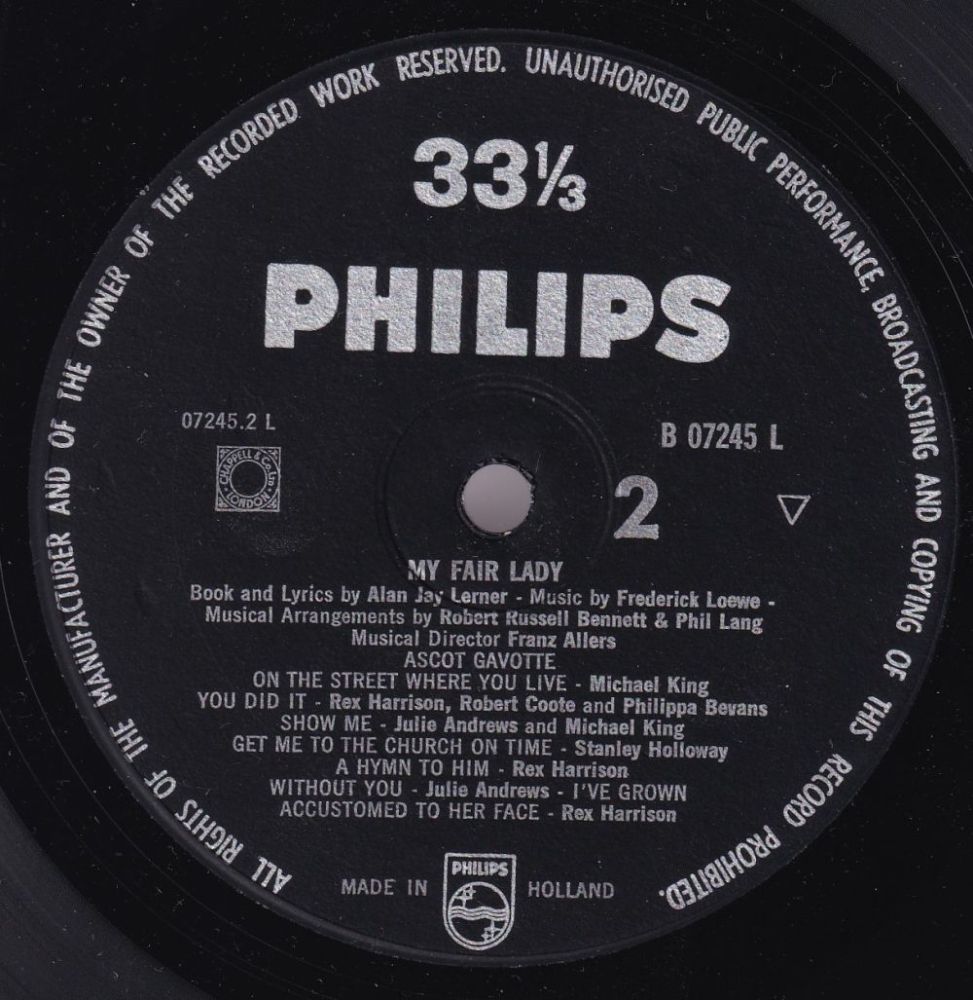 ALL RIGHTS OF THE MANUFACTURER AND OF THE OWNER OF THE RECORDED WORK RESERVED. UNAUTHORISED PUBLIC PERFORMANCE, BROADCASTING AND COPYING OF THIS RECORD PROHIBITED.
33⅓
PHILIPS
07245.2 L
B 07245 L
CHAPPELL & Co. LTD
LONDON
2
MY FAIR LADY
Book and Lyrics by Alan Jay Lerner - Music by Frederick Loewe -
Musical Arrangements by Robert Russell Bennett & Phil Lang
Musical Director Franz Allers
ASCOT GAVOTTE
ON THE STREET WHERE YOU LIVE - Michael King
YOU DID IT - Rex Harrison, Robert Coote and Philippa Bevans
SHOW ME - Julie Andrews and Michael King
GET ME TO THE CHURCH ON TIME - Stanley Holloway
A HYMN TO HIM - Rex Harrison
WITHOUT YOU - Julie Andrews - I'VE GROWN
ACCUSTOMED TO HER FACE - Rex Harrison
MADE IN HOLLAND
PHILIPS